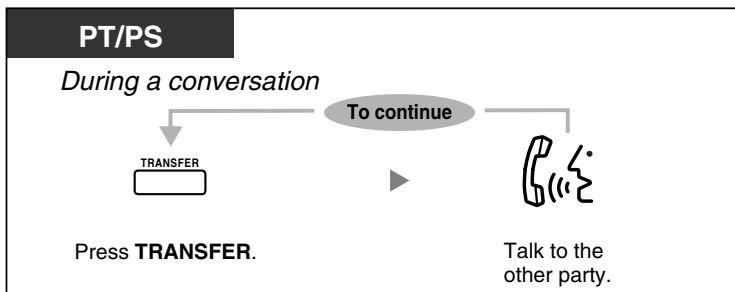 PT/PS
During a conversation
To continue
TRANSFER
Press TRANSFER.
Talk to the
other party.